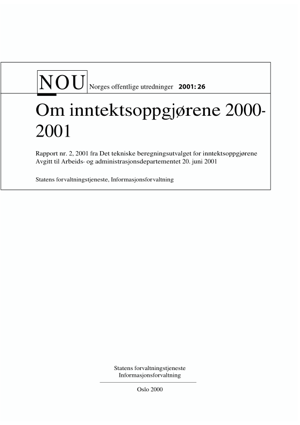 NOU Norges offentlige utredninger 2001: 26
Om inntektsoppgjørene 2000-
2001
Rapport nr. 2, 2001 fra Det tekniske beregningsutvalget for inntektsoppgjørene
Avgitt til Arbeids- og administrasjonsdepartementet 20. juni 2001
Statens forvaltningstjeneste, Informasjonsforvaltning
Statens forvaltningstjeneste
Informasjonsforvaltning
Oslo 2000